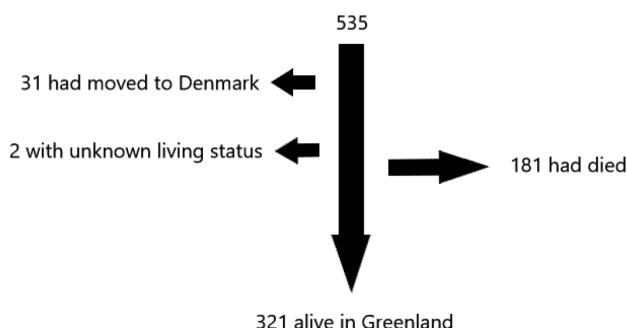 535
31 had moved to Denmark
2 with unknown living status
181 had died
321 alive in Greenland